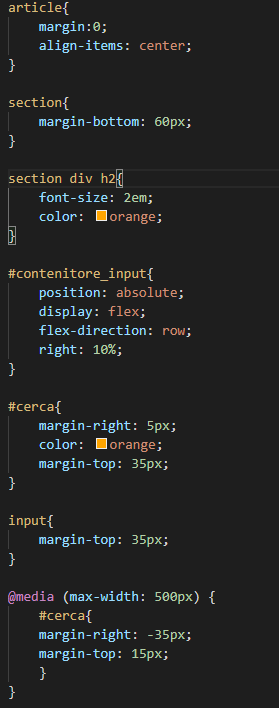 article{
    margin:0;
    align-items: center;
}

section{
    margin-bottom: 60px;
}

section div h2{
    font-size: 2em;
    color: orange;
}

#contenitore_input{
    position: absolute;
    display: flex;
    flex-direction: row;
    right: 10%;
}

#cerca{
    margin-right: 5px;
    color: orange;
    margin-top: 35px;
}

input{
    margin-top: 35px;
}

@media (max-width: 500px) {
    #cerca{
    margin-right: -35px;
    margin-top: 15px;
    }
}